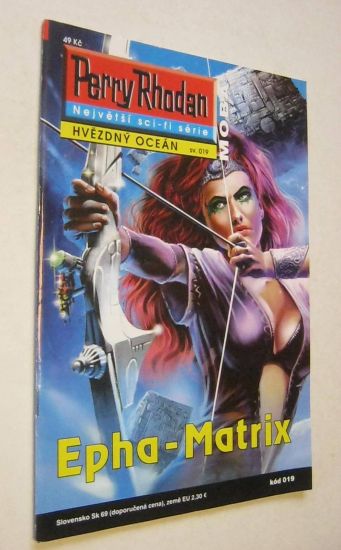 49 Kč
Perry Rhodan
Největší sci-fi série
HVĚZDNÝ OCEÁN sv. 019
MOEWIG
Epha-Matrix
Slovensko Sk 69 (doporučená cena), země EU 2,30 €
kód 019